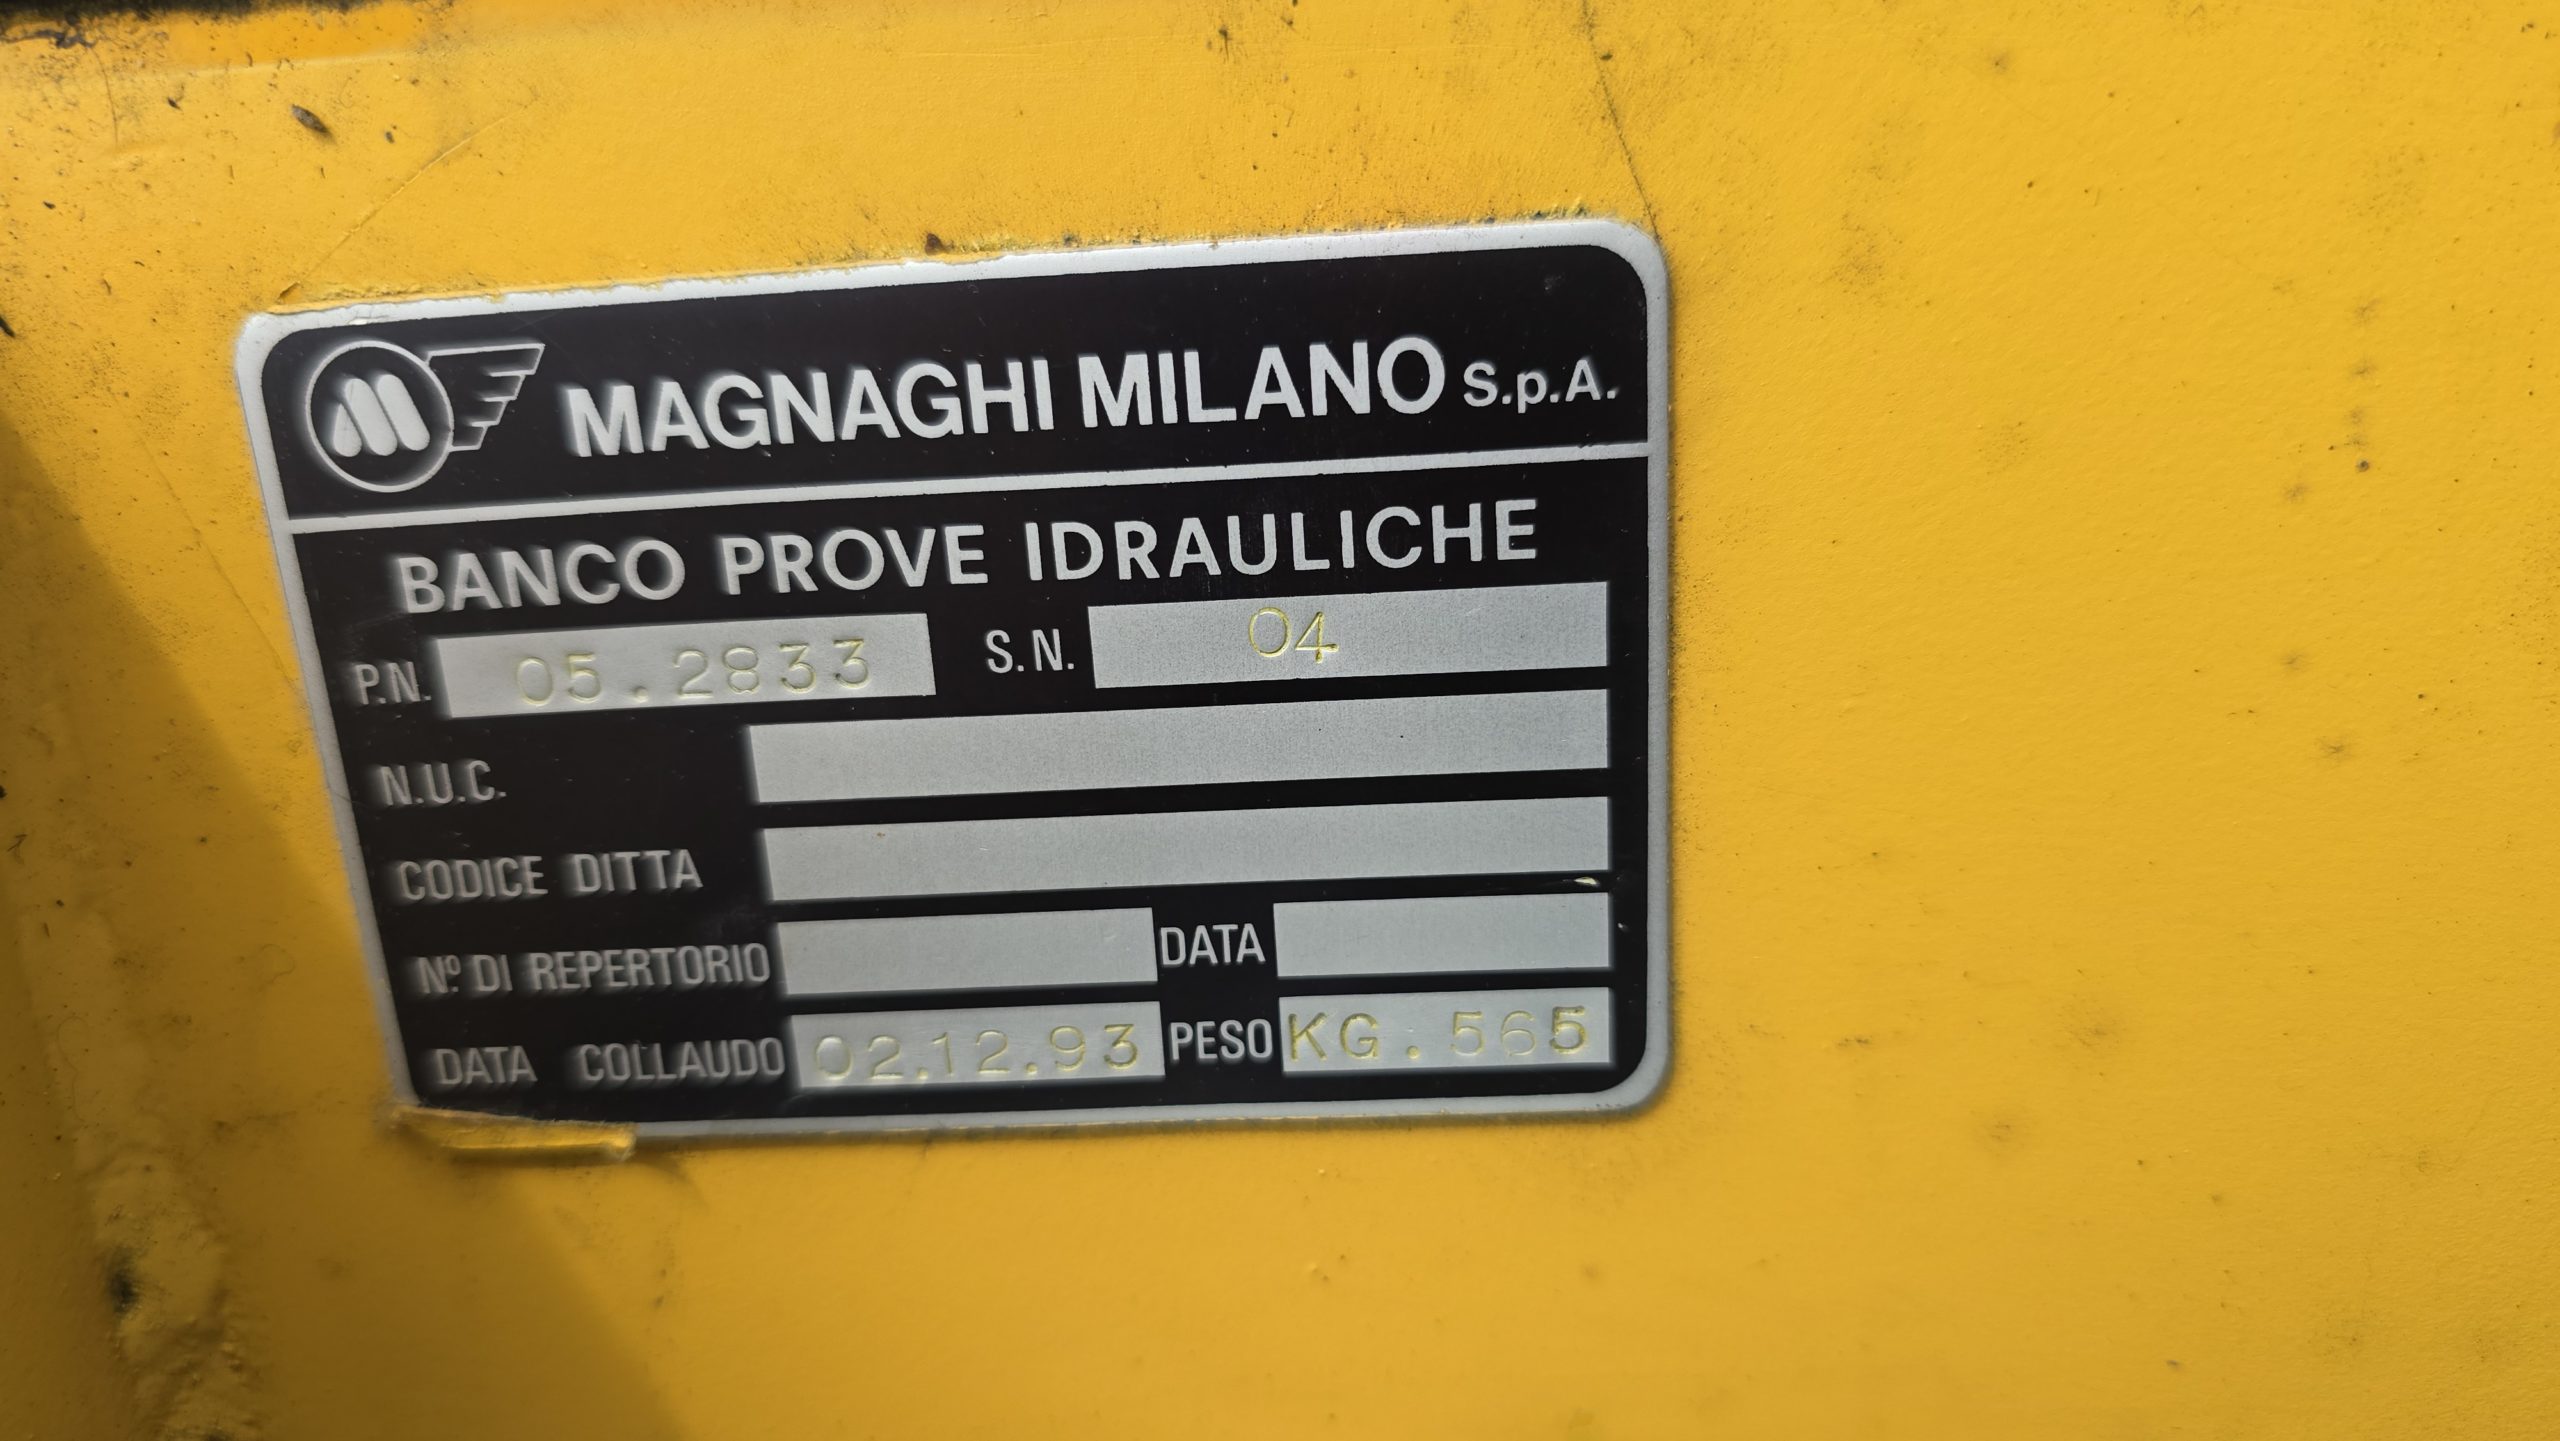 MAGNAGHI MILANO S.p.A.
BANCO PROVE IDRAULICHE
P.N. 05.2833 S.N. 04
N.U.C.
CODICE DITTA
Nº DI REPERTORIO DATA
DATA COLLAUDO 02.12.93 PESO KG.565